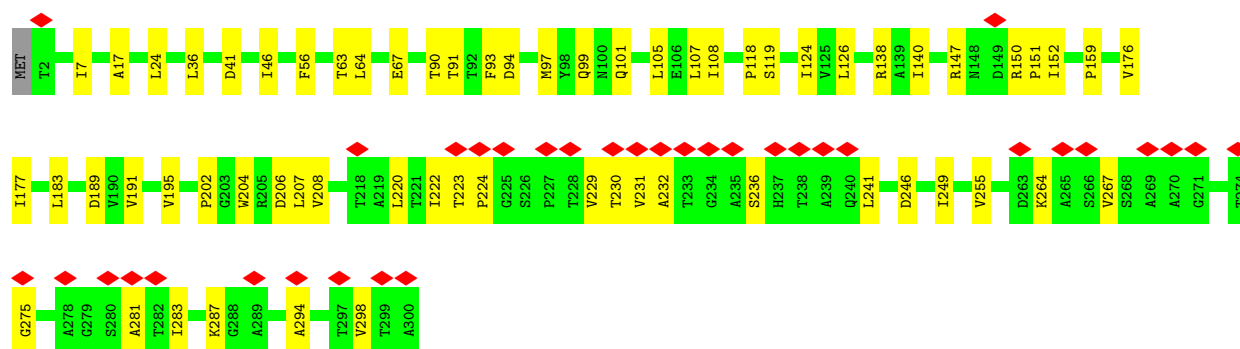 MET T2 I7 A17 L24 L36 D41 I46 F56 T63 L64 E67 T90 T91 T92 F93 D94 M97 Y98 Q99 N100 Q101 L105 E106 L107 I108 P118 S119 I124 V125 L126 R138 A139 I140 R147 N148 D149 R150 P151 I152 P159 V176
I177 L183 D189 V190 V191 V195 P202 G203 W204 R205 D206 L207 V208 T218 A219 L220 T221 I222 T223 P224 G225 S226 P227 T228 V229 T230 V231 A232 T233 G234 A235 S236 H237 T238 A239 Q240 L241 D246 I249 V255 D263 K264 A265 S266 V267 S268 A269 A270 G271 T274
G275 A278 G279 S280 A281 T282 I283 K287 G288 A289 A294 T297 V298 T299 A300